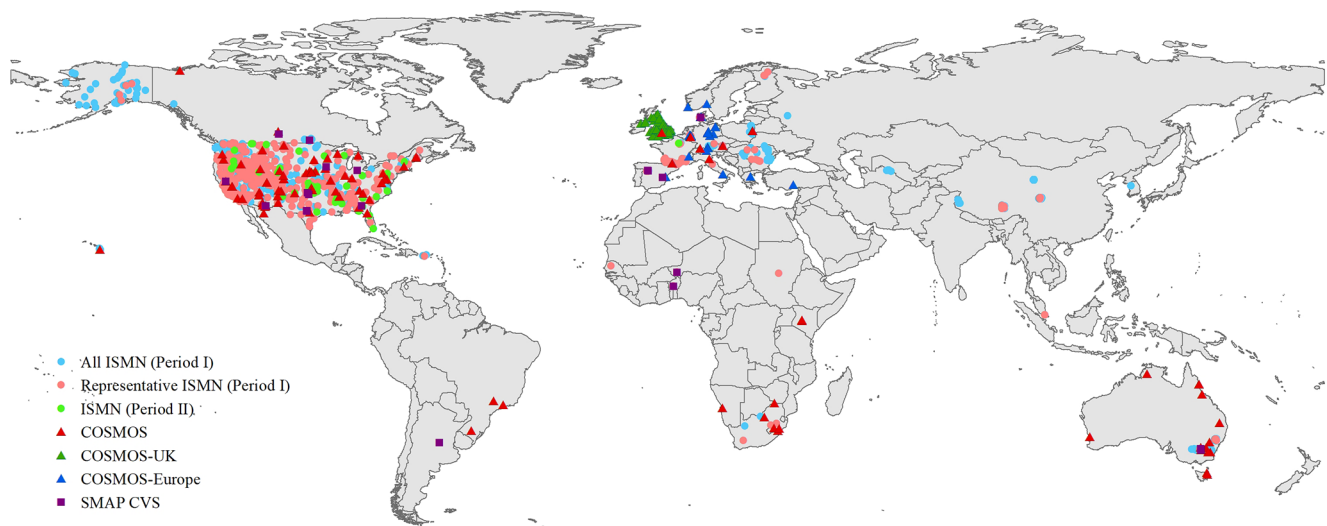 All ISMN (Period I)
Representative ISMN (Period I)
ISMN (Period II)
COSMOS
COSMOS-UK
COSMOS-Europe
SMAP CVS